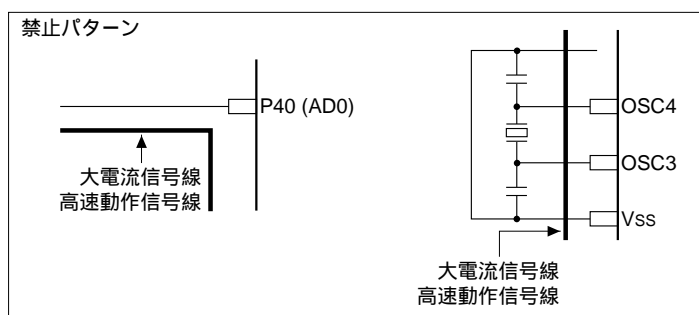 禁止パターン
P40 (AD0)
大電流信号線
高速動作信号線
OSC4
OSC3
VSS
大電流信号線
高速動作信号線